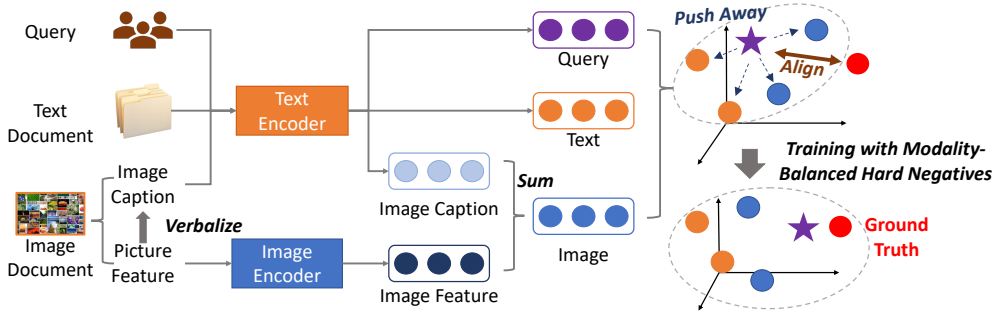 Query
Text
Document
Image
Document
Image
Caption
Verbalize
Picture
Feature
Text
Encoder
Image
Encoder
Query
Text
Image Caption
Image Feature
Sum
Image
Push Away
Align
Training with Modality-
Balanced Hard Negatives
Ground
Truth